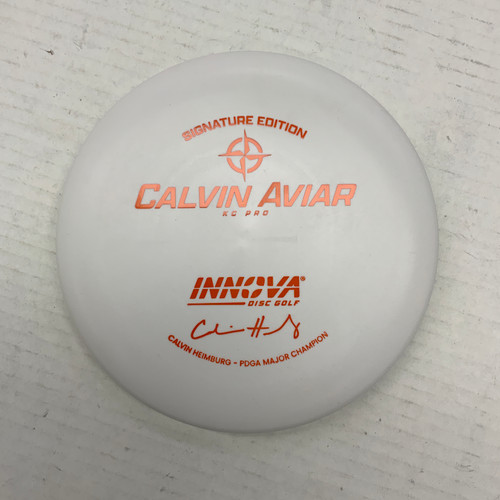 SIGNATURE EDITION
CALVIN AVIAR
KC PRO
INNOVA®
DISC GOLF
CALVIN HEIMBURG - PDGA MAJOR CHAMPION